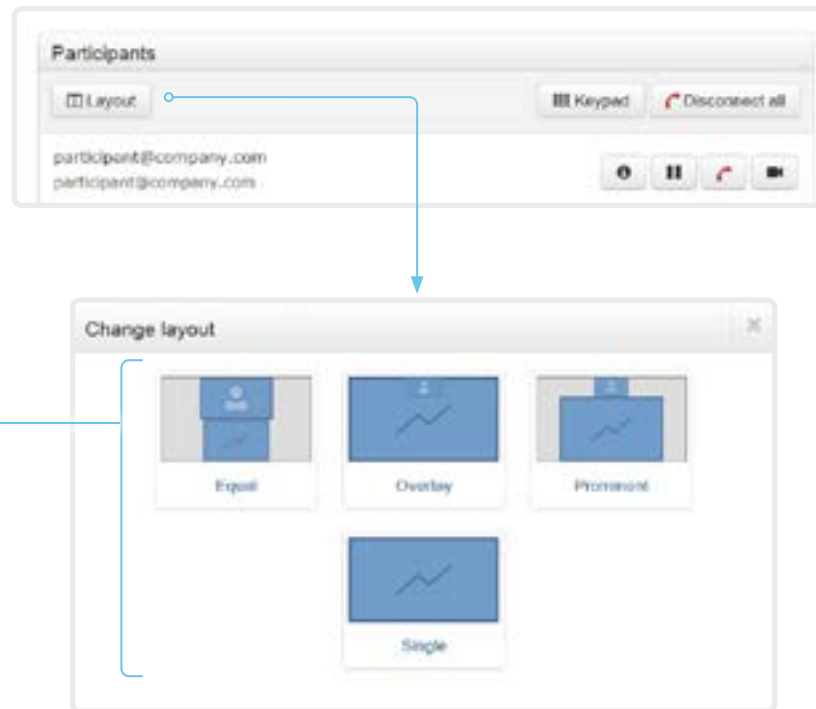 Participants
Layout
Keypad
Disconnect all
participant@company.com
participant@company.com
Change layout
Equal
Overlay
Prominent
Single